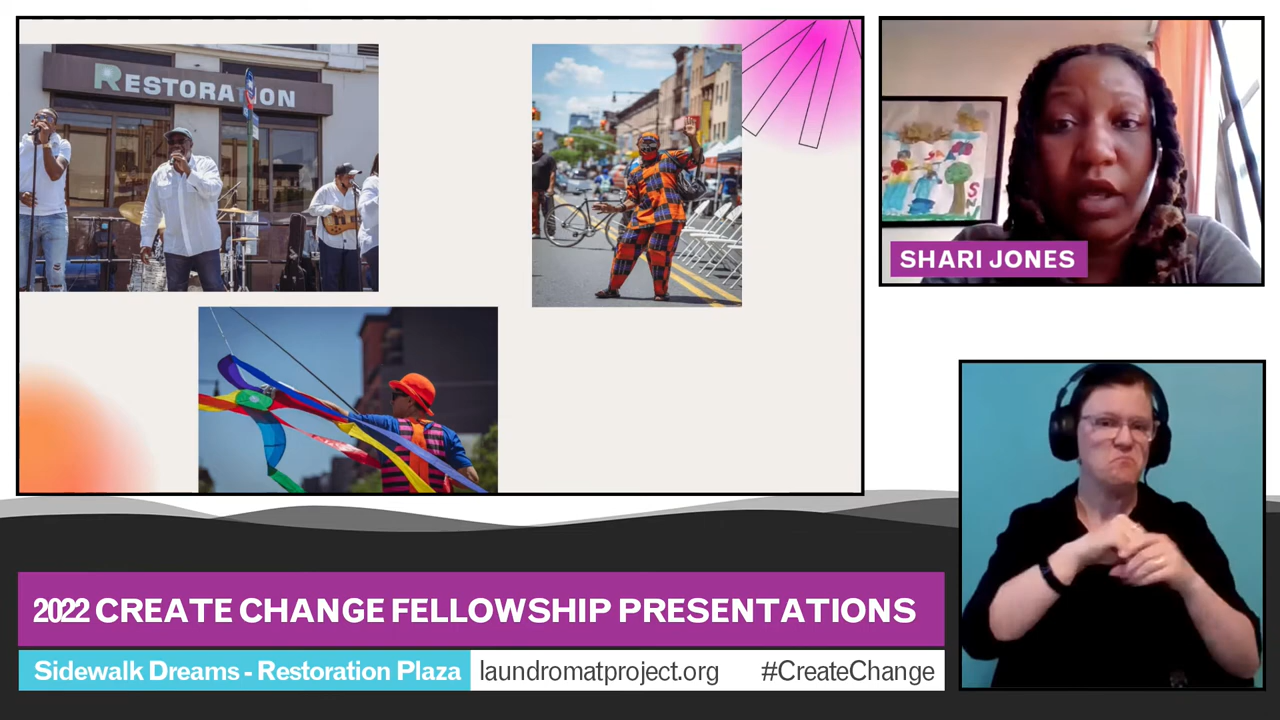 RESTORATION
SHARI JONES
2022 CREATE CHANGE FELLOWSHIP PRESENTATIONS
Sidewalk Dreams - Restoration Plaza
laundromatproject.org
#CreateChange